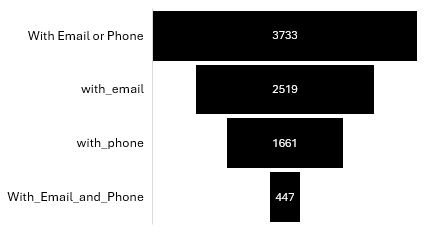 With Email or Phone 3733
with_email 2519
with_phone 1661
With_Email_and_Phone 447